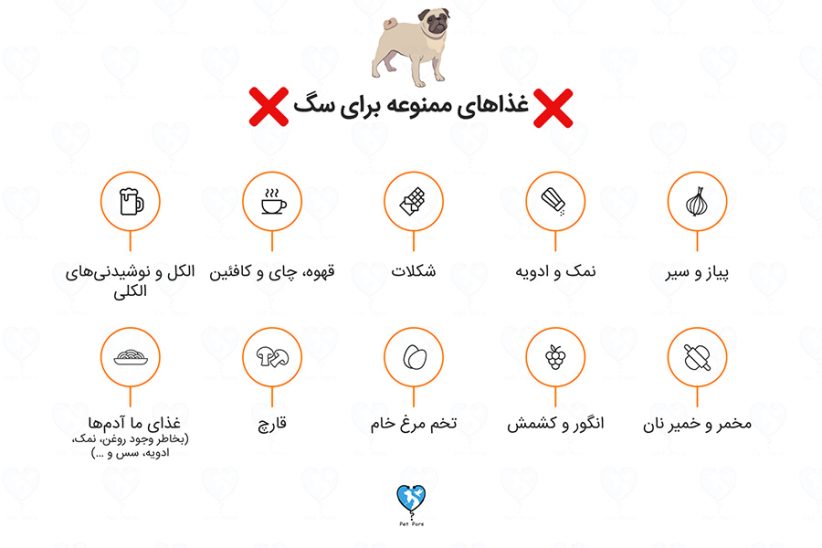 غذاهای ممنوعه برای سگ
پیاز و سیر
نمک و ادویه
شکلات
قهوه، چای و کافئین
الکل و نوشیدنی‌های
الکلی
مخمر و خمیر نان
انگور و کشمش
تخم مرغ خام
قارچ
غذای ما آدم‌ها
(بخاطر وجود روغن، نمک،
ادویه، سس و ...)
Pet Pors